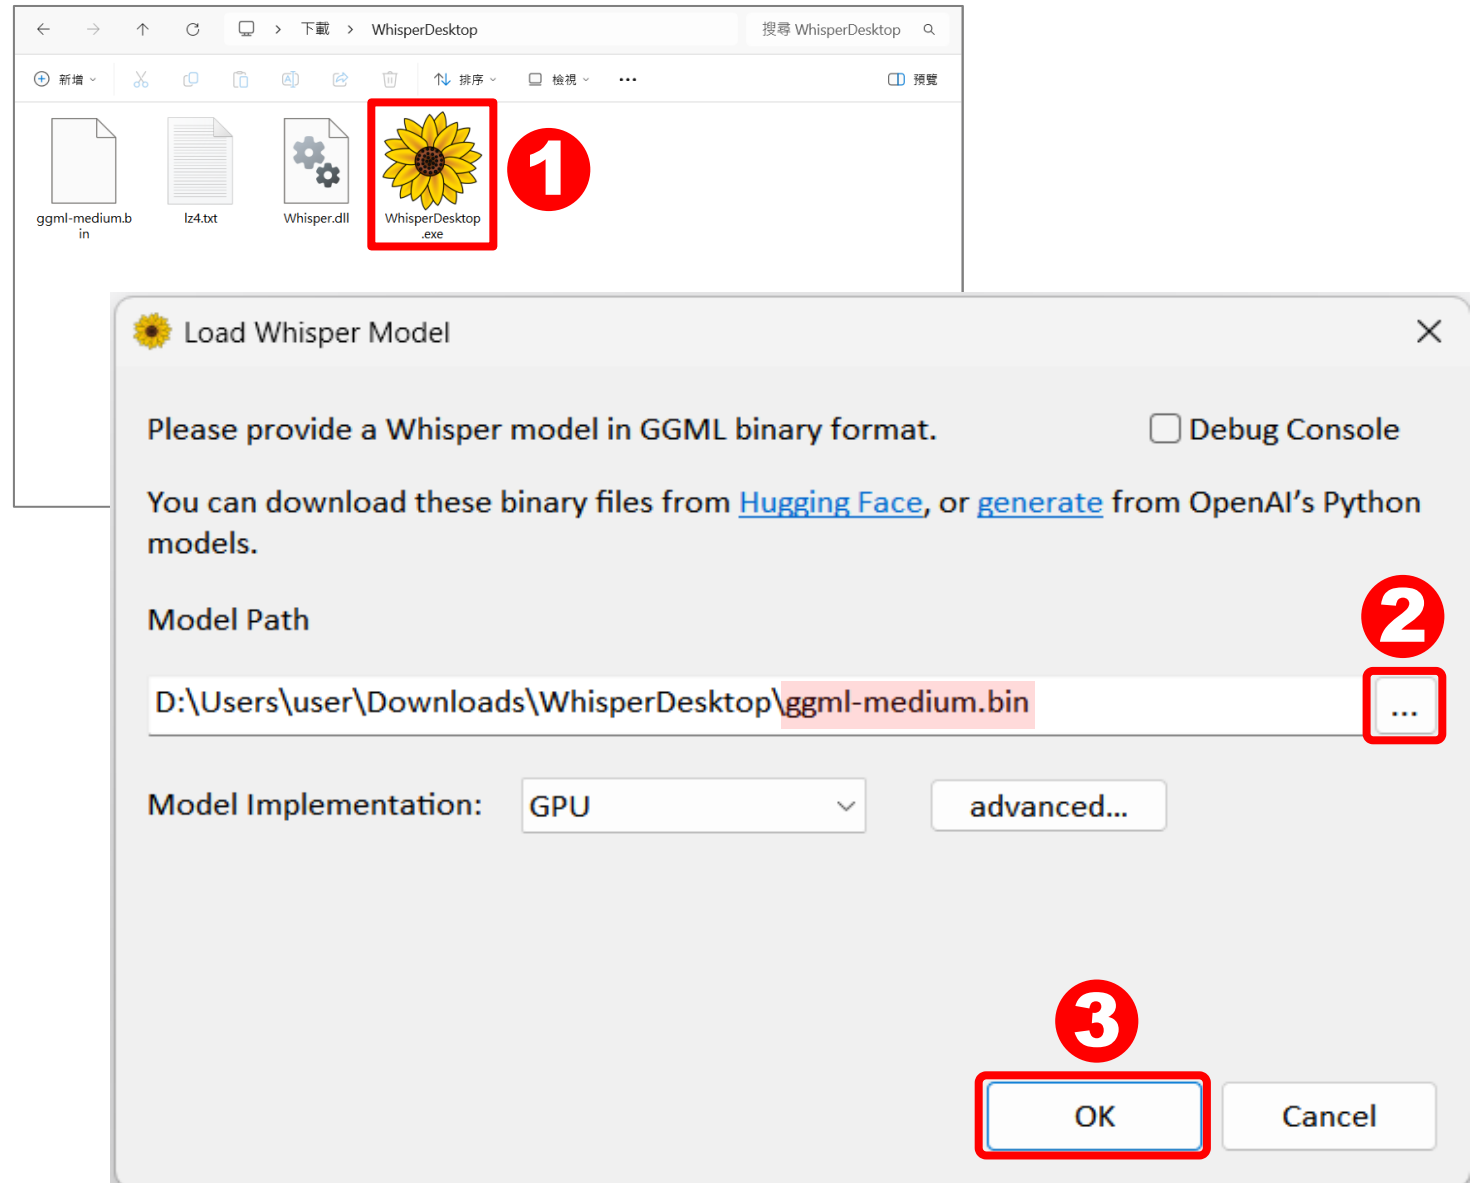 下載 > WhisperDesktop
搜尋 WhisperDesktop
新增
排序
檢視
...
預覽
1
ggml-medium.b
in
lz4.txt
Whisper.dll
WhisperDesktop
.exe
Load Whisper Model
Please provide a Whisper model in GGML binary format.
Debug Console
You can download these binary files from Hugging Face, or generate from OpenAI's Python
models.
Model Path
2
D:\Users\user\Downloads\WhisperDesktop\ggml-medium.bin
...
Model Implementation:
GPU
advanced...
3
OK
Cancel